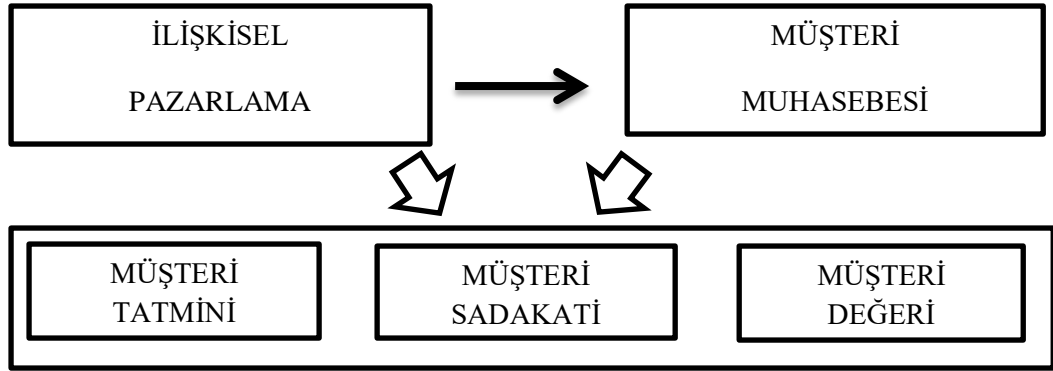 İLİŞKİSEL
PAZARLAMA
MÜŞTERİ
MUHASEBESİ
MÜŞTERİ
TATMİNİ
MÜŞTERİ
SADAKATİ
MÜŞTERİ
DEĞERİ